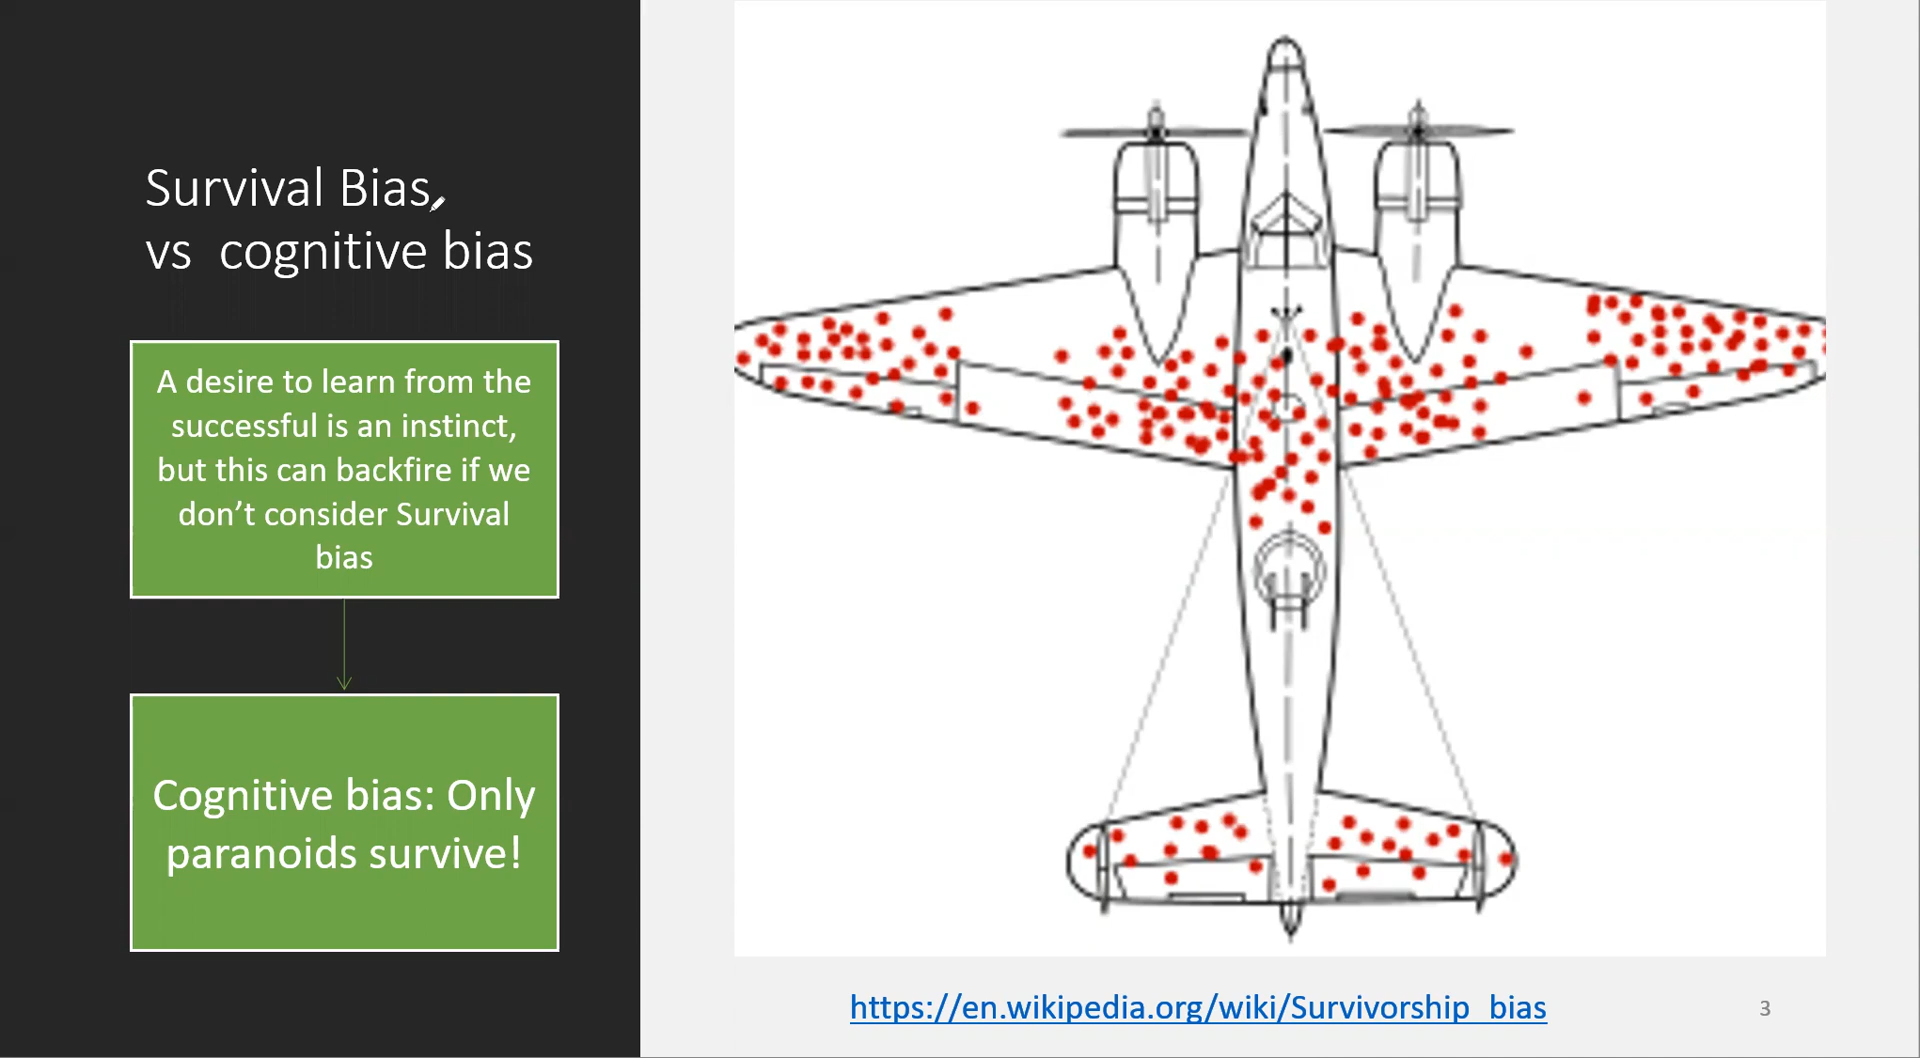 Survival Bias,
vs cognitive bias
A desire to learn from the
successful is an instinct,
but this can backfire if we
don’t consider Survival
bias
Cognitive bias: Only
paranoids survive!
https://en.wikipedia.org/wiki/Survivorship_bias
3